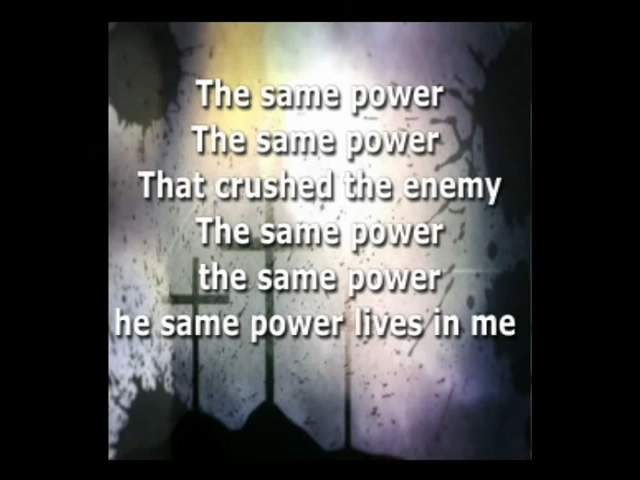 The same power
The same power
That crushed the enemy
The same power
the same power
he same power lives in me